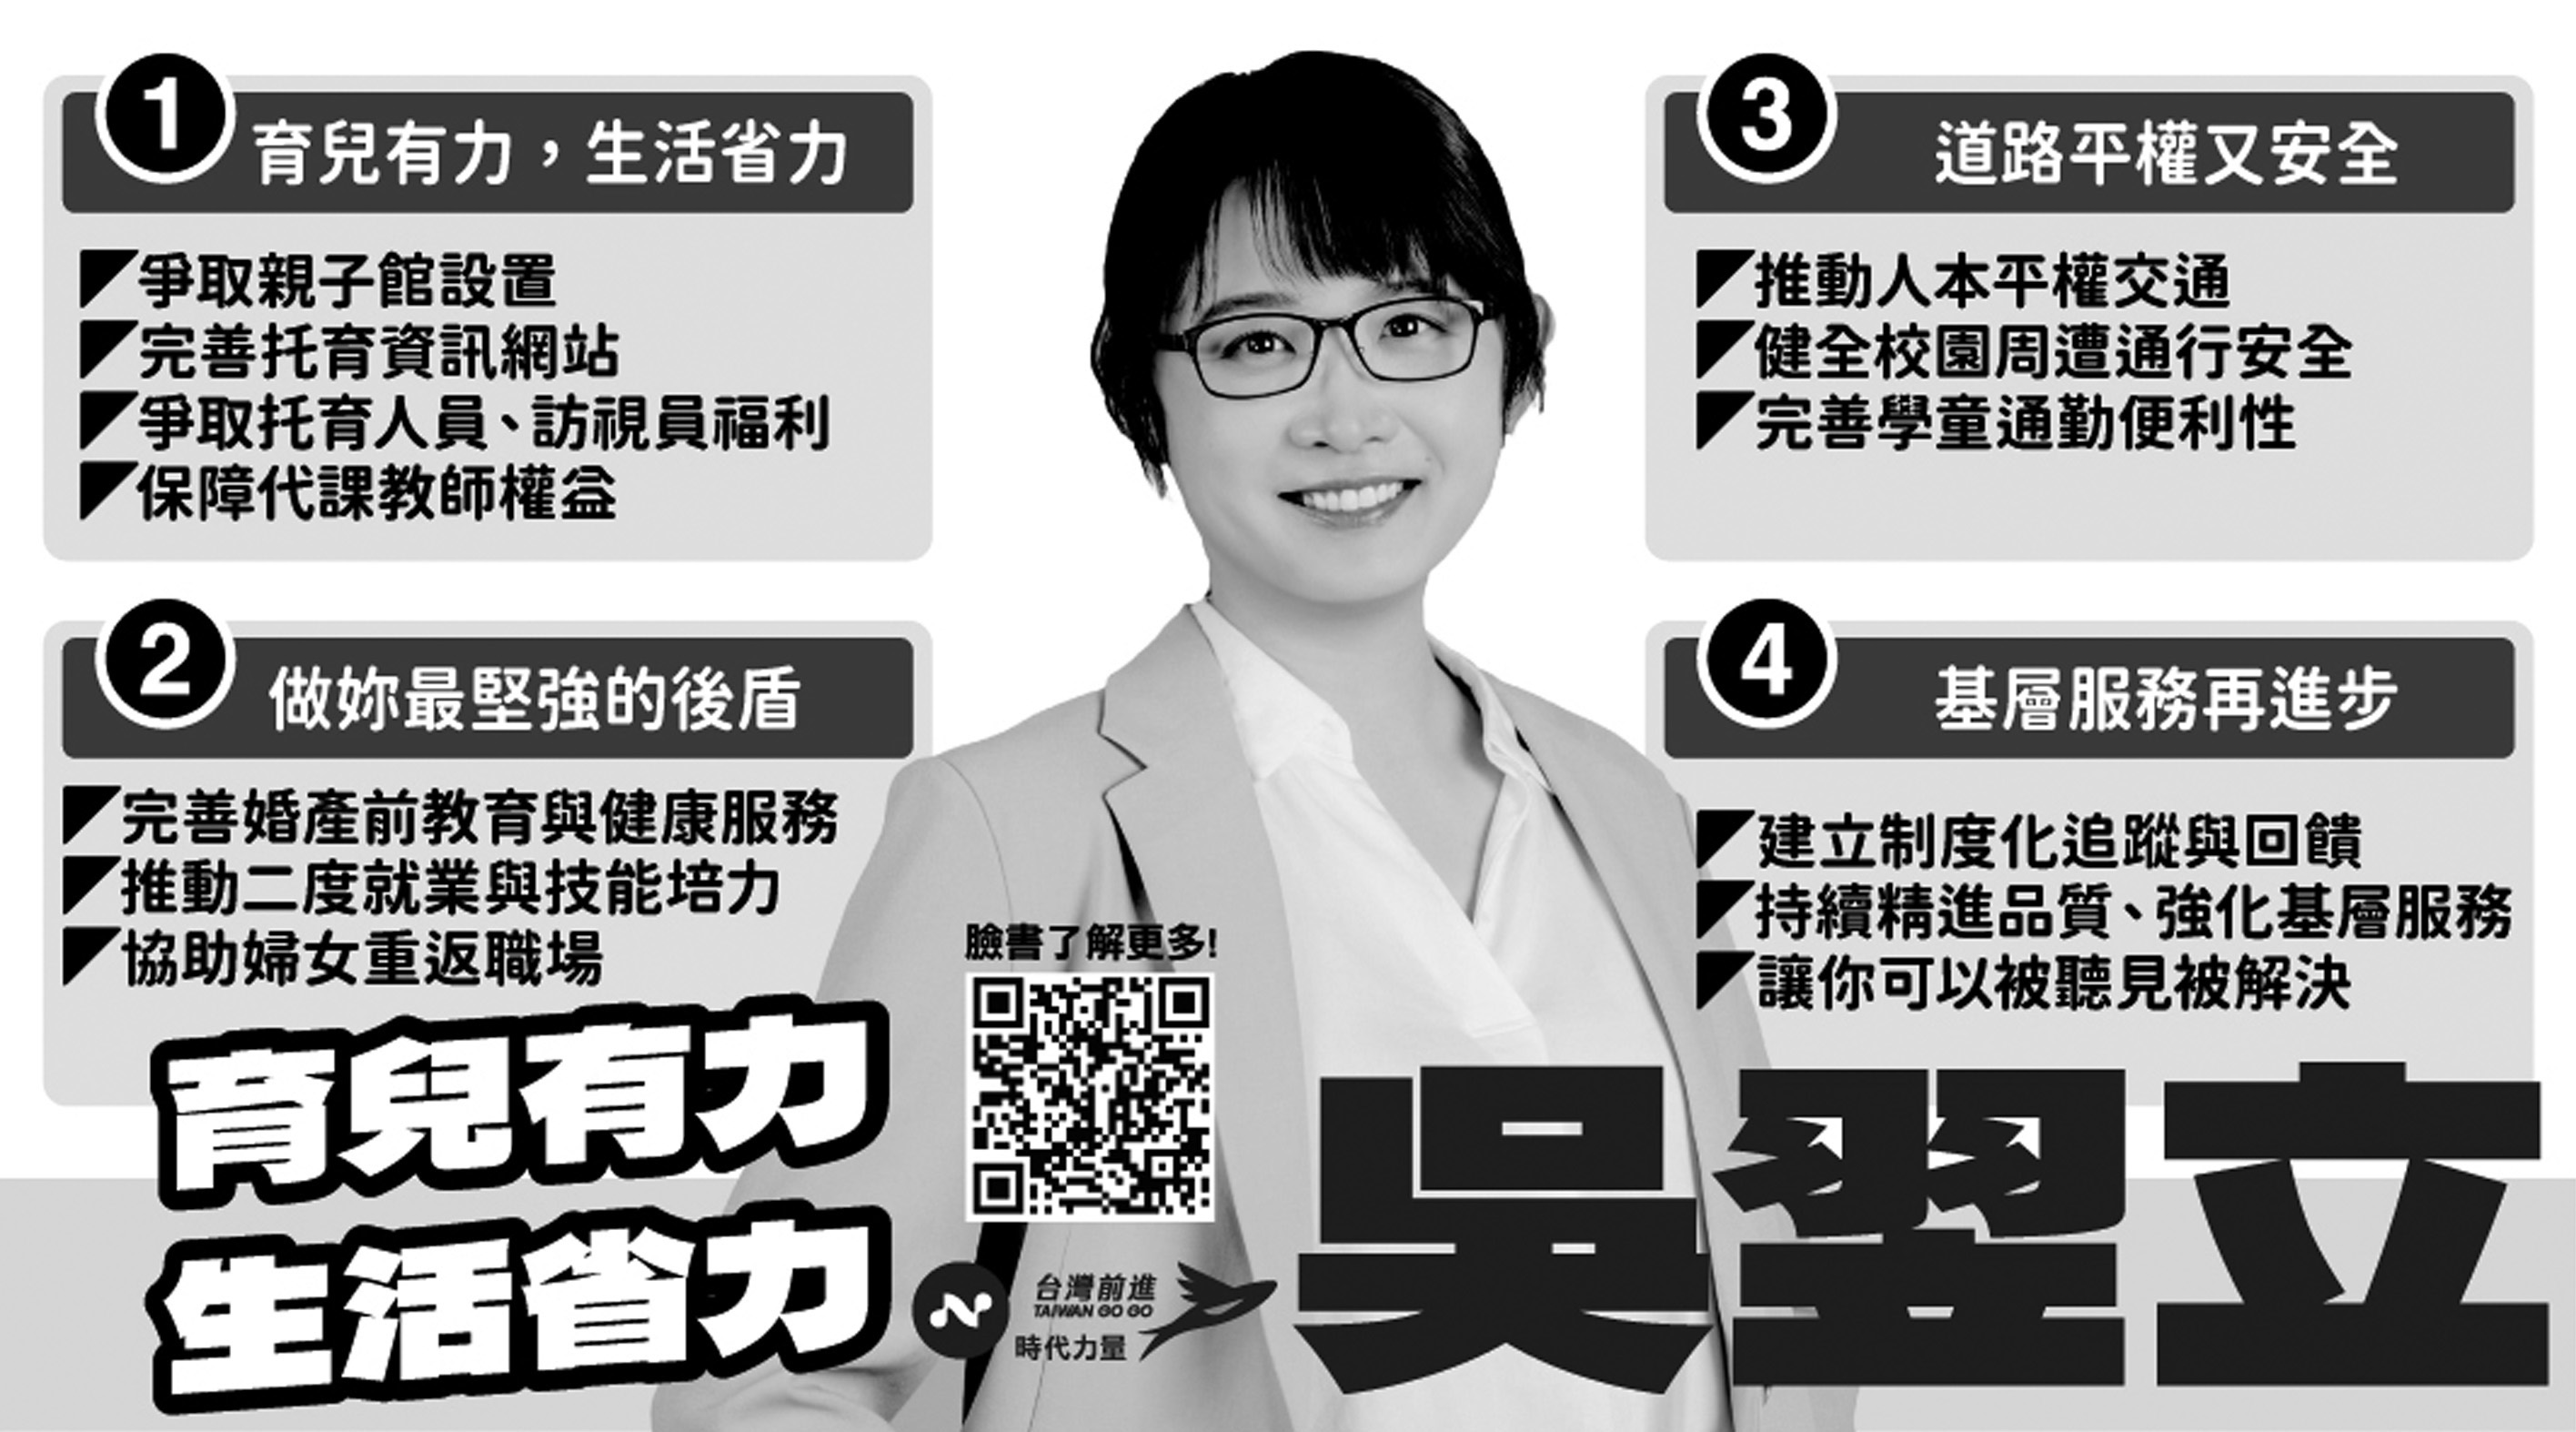 1
育兒有力，生活省力
爭取親子館設置
完善托育資訊網站
爭取托育人員、訪視員福利
保障代課教師權益
2
做妳最堅強的後盾
完善婚產前教育與健康服務
推動二度就業與技能培力
協助婦女重返職場
3
道路平權又安全
推動人本平權交通
健全校園周遭通行安全
完善學童通勤便利性
4
基層服務再進步
建立制度化追蹤與回饋
持續精進品質、強化基層服務
讓你可以被聽見被解決
育兒有力
生活省力
臉書了解更多!
N
台灣前進
TAIWAN GO GO
時代力量
吳翌立